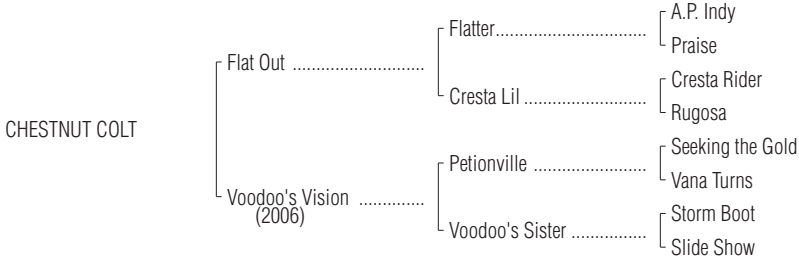 A.P. Indy
Flatter..................................
Praise
Flat Out .............................
Cresta Rider
Cresta Lil ...........................
Rugosa
CHESTNUT COLT
Seeking the Gold
Petionville .........................
Vana Turns
Voodoo's Vision ..............
(2006)
Storm Boot
Voodoo's Sister ................
Slide Show